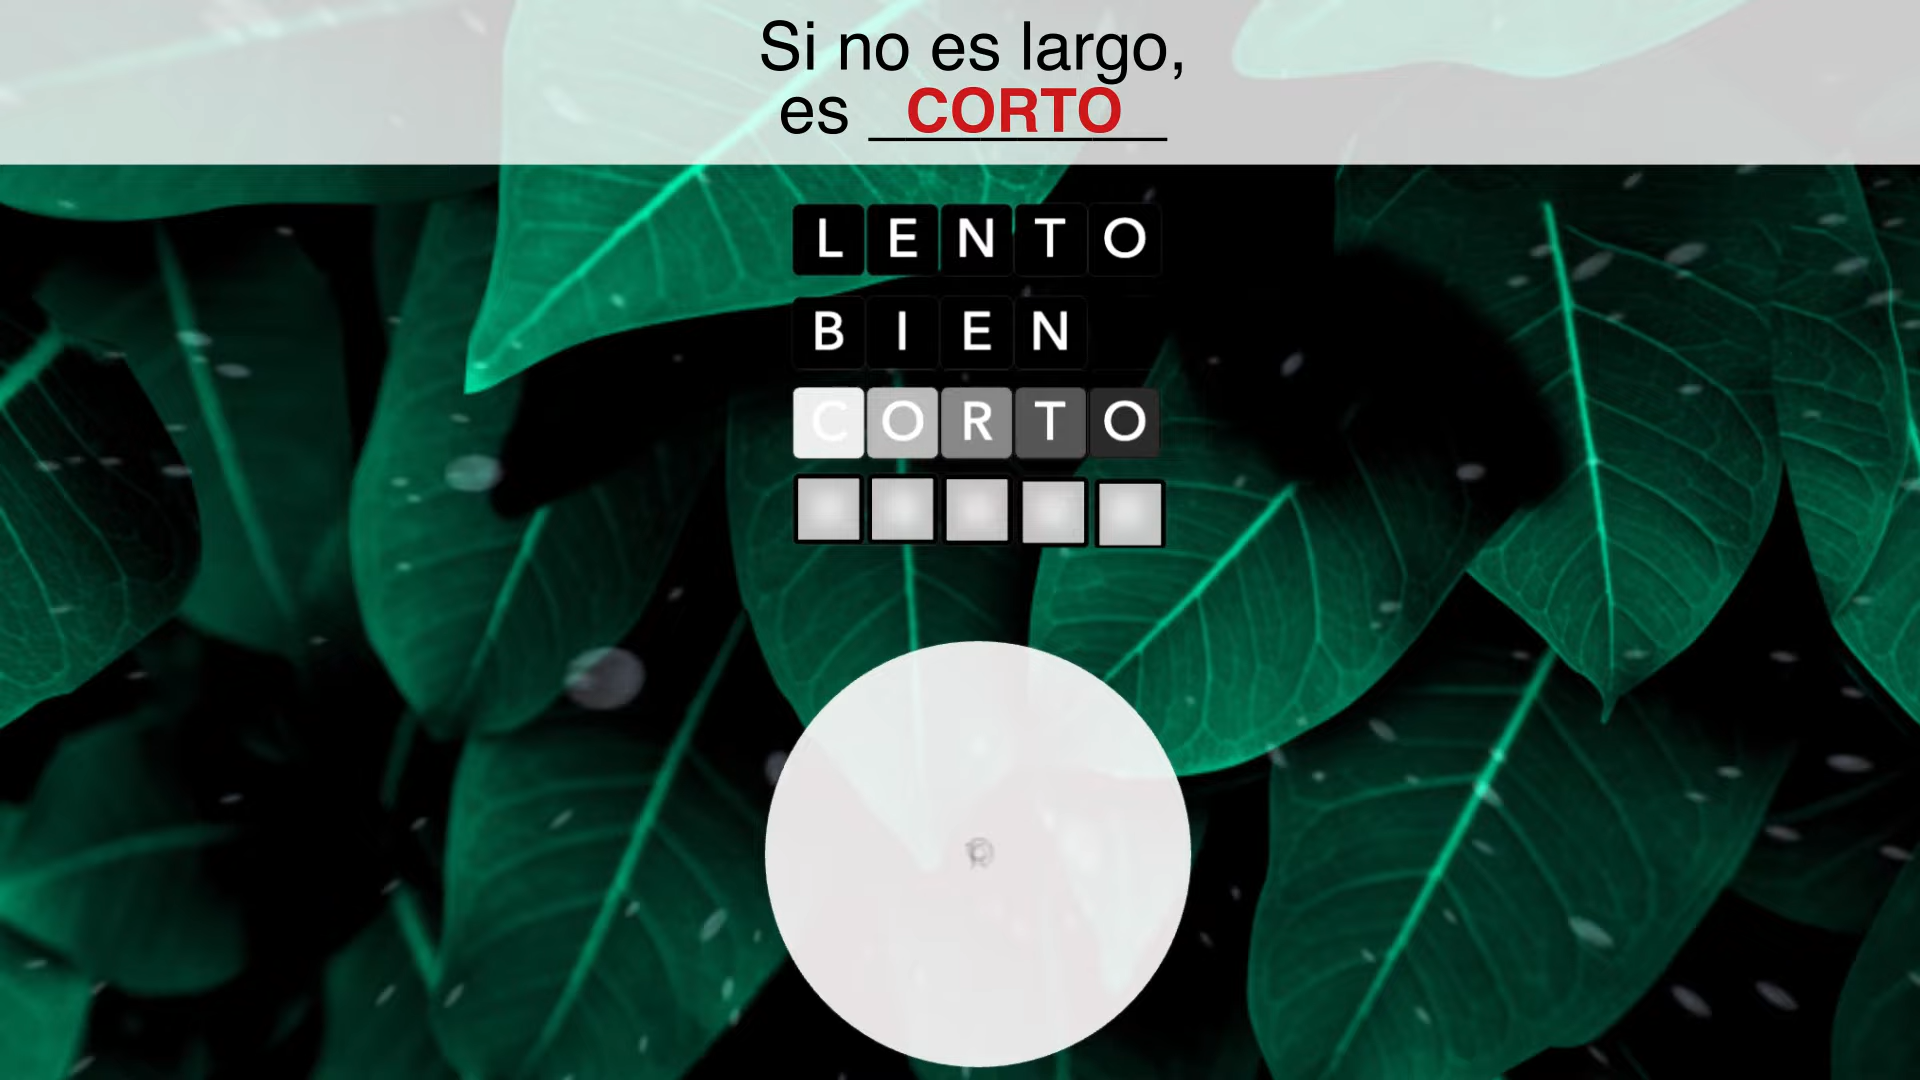 Si no es largo,
es CORTO
LENTO
BIEN
CORTO